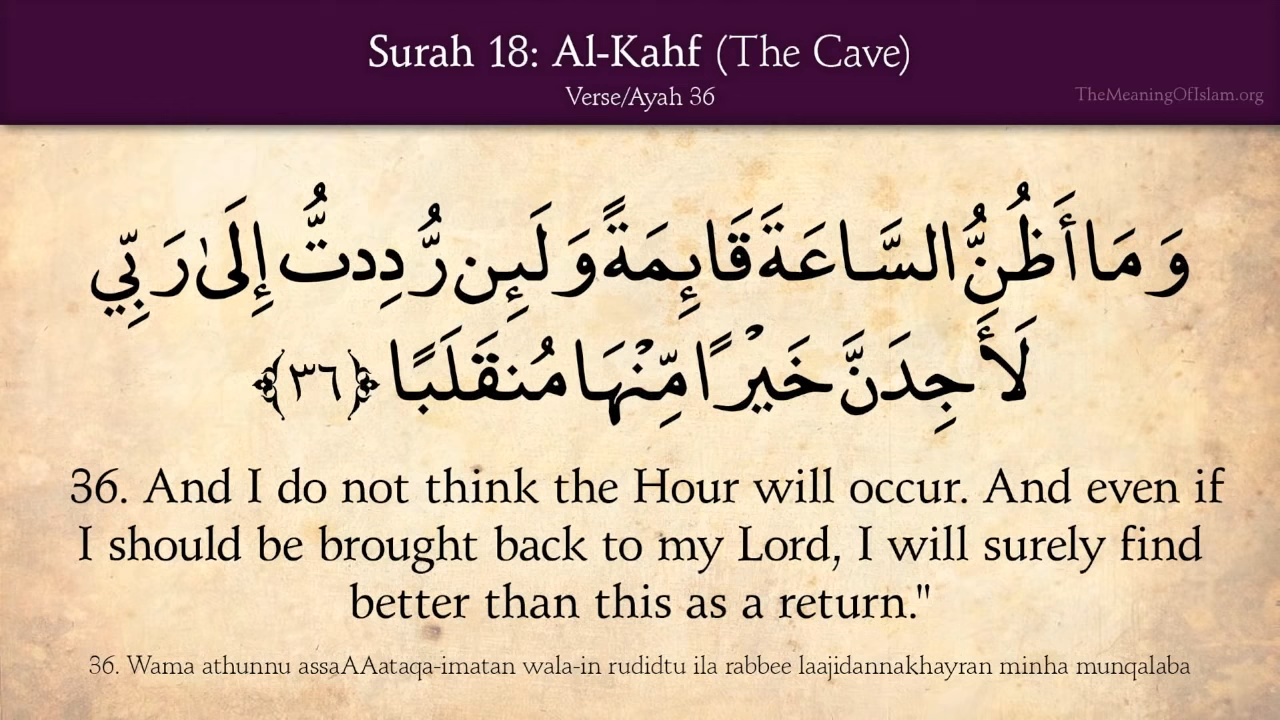 Surah 18: Al-Kahf (The Cave)
Verse/Ayah 36
TheMeaningOfIslam.org
وَمَا أَظُنُّ السَّاعَةَ قَايِٕمَةً وَلَيِٕن رُّدِدتُّ إِلَىٰ رَبِّي
لَأَجِدَنَّ خَيْرًا مِّنْهَا مُنقَلَبًا ﴿٣٦﴾
36. And I do not think the Hour will occur. And even if
I should be brought back to my Lord, I will surely find
better than this as a return."
36. Wama athunnu assaAAataqa-imatan wala-in rudidtu ila rabbee laajidannakhayran minha munqalaba